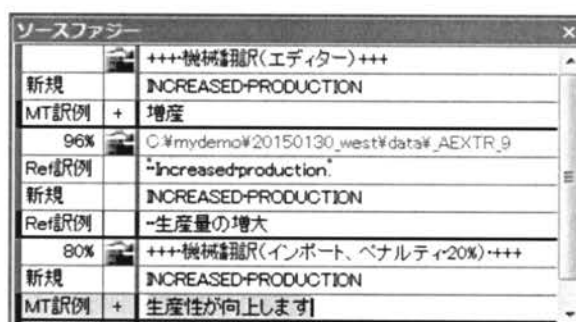 ソースファジー ×
+++・機械翻訳(エディター)+++
新規 INCREASED・PRODUCTION
MT訳例 + 増産
96% C:¥mydemo¥20150130_west¥data¥_AEXTR_9
Ref訳例 "--Increased・production."
新規 INCREASED・PRODUCTION
Ref訳例 --生産量の増大
80% +++・機械翻訳(インポート、ペナルティ・20%)・+++
新規 INCREASED・PRODUCTION
MT訳例 + 生産性が向上します